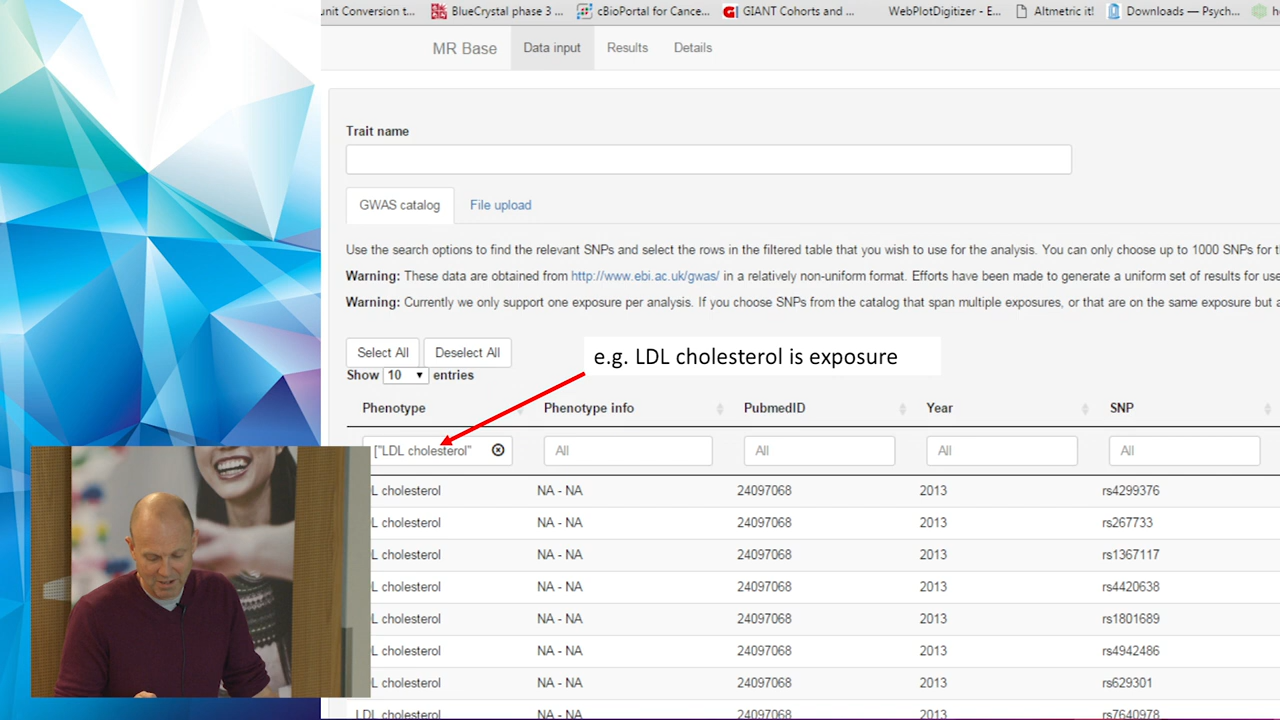 unit Conversion t... BlueCrystal phase 3 ... cBioPortal for Cance... GIANT Cohorts and ... WebPlotDigitizer - E... Altmetric it! Downloads — Psych...
MR Base Data input Results Details
Trait name
GWAS catalog File upload
Use the search options to find the relevant SNPs and select the rows in the filtered table that you wish to use for the analysis. You can only choose up to 1000 SNPs for t
Warning: These data are obtained from http://www.ebi.ac.uk/gwas/ in a relatively non-uniform format. Efforts have been made to generate a uniform set of results for use
Warning: Currently we only support one exposure per analysis. If you choose SNPs from the catalog that span multiple exposures, or that are on the same exposure but a
Select All Deselect All
e.g. LDL cholesterol is exposure
Show 10 entries
Phenotype Phenotype info PubmedID Year SNP
["LDL cholesterol" All All All All
L cholesterol NA - NA 24097068 2013 rs4299376
L cholesterol NA - NA 24097068 2013 rs267733
L cholesterol NA - NA 24097068 2013 rs1367117
L cholesterol NA - NA 24097068 2013 rs4420638
L cholesterol NA - NA 24097068 2013 rs1801689
L cholesterol NA - NA 24097068 2013 rs4942486
L cholesterol NA - NA 24097068 2013 rs629301
LDL cholesterol NA - NA 24097068 2013 rs7640978